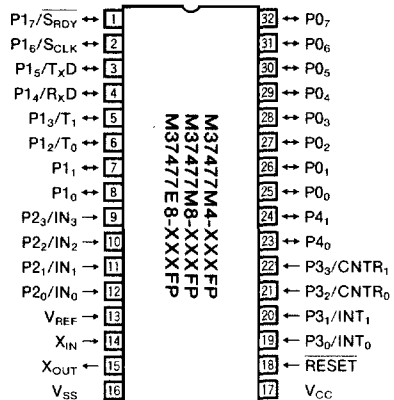 P1₇/S̅R̅D̅Y̅ 1
P1₆/SCLK 2
P1₅/TxD 3
P1₄/RxD 4
P1₃/T₁ 5
P1₂/T₀ 6
P1₁ 7
P1₀ 8
P2₃/IN₃ 9
P2₂/IN₂ 10
P2₁/IN₁ 11
P2₀/IN₀ 12
VREF 13
XIN 14
XOUT 15
VSS 16
M37477M4-XXXFP
M37477M8-XXXFP
M37477E8-XXXFP
32 P0₇
31 P0₆
30 P0₅
29 P0₄
28 P0₃
27 P0₂
26 P0₁
25 P0₀
24 P4₁
23 P4₀
22 P3₃/CNTR₁
21 P3₂/CNTR₀
20 P3₁/INT₁
19 P3₀/INT₀
18 R̅E̅S̅E̅T̅
17 VCC